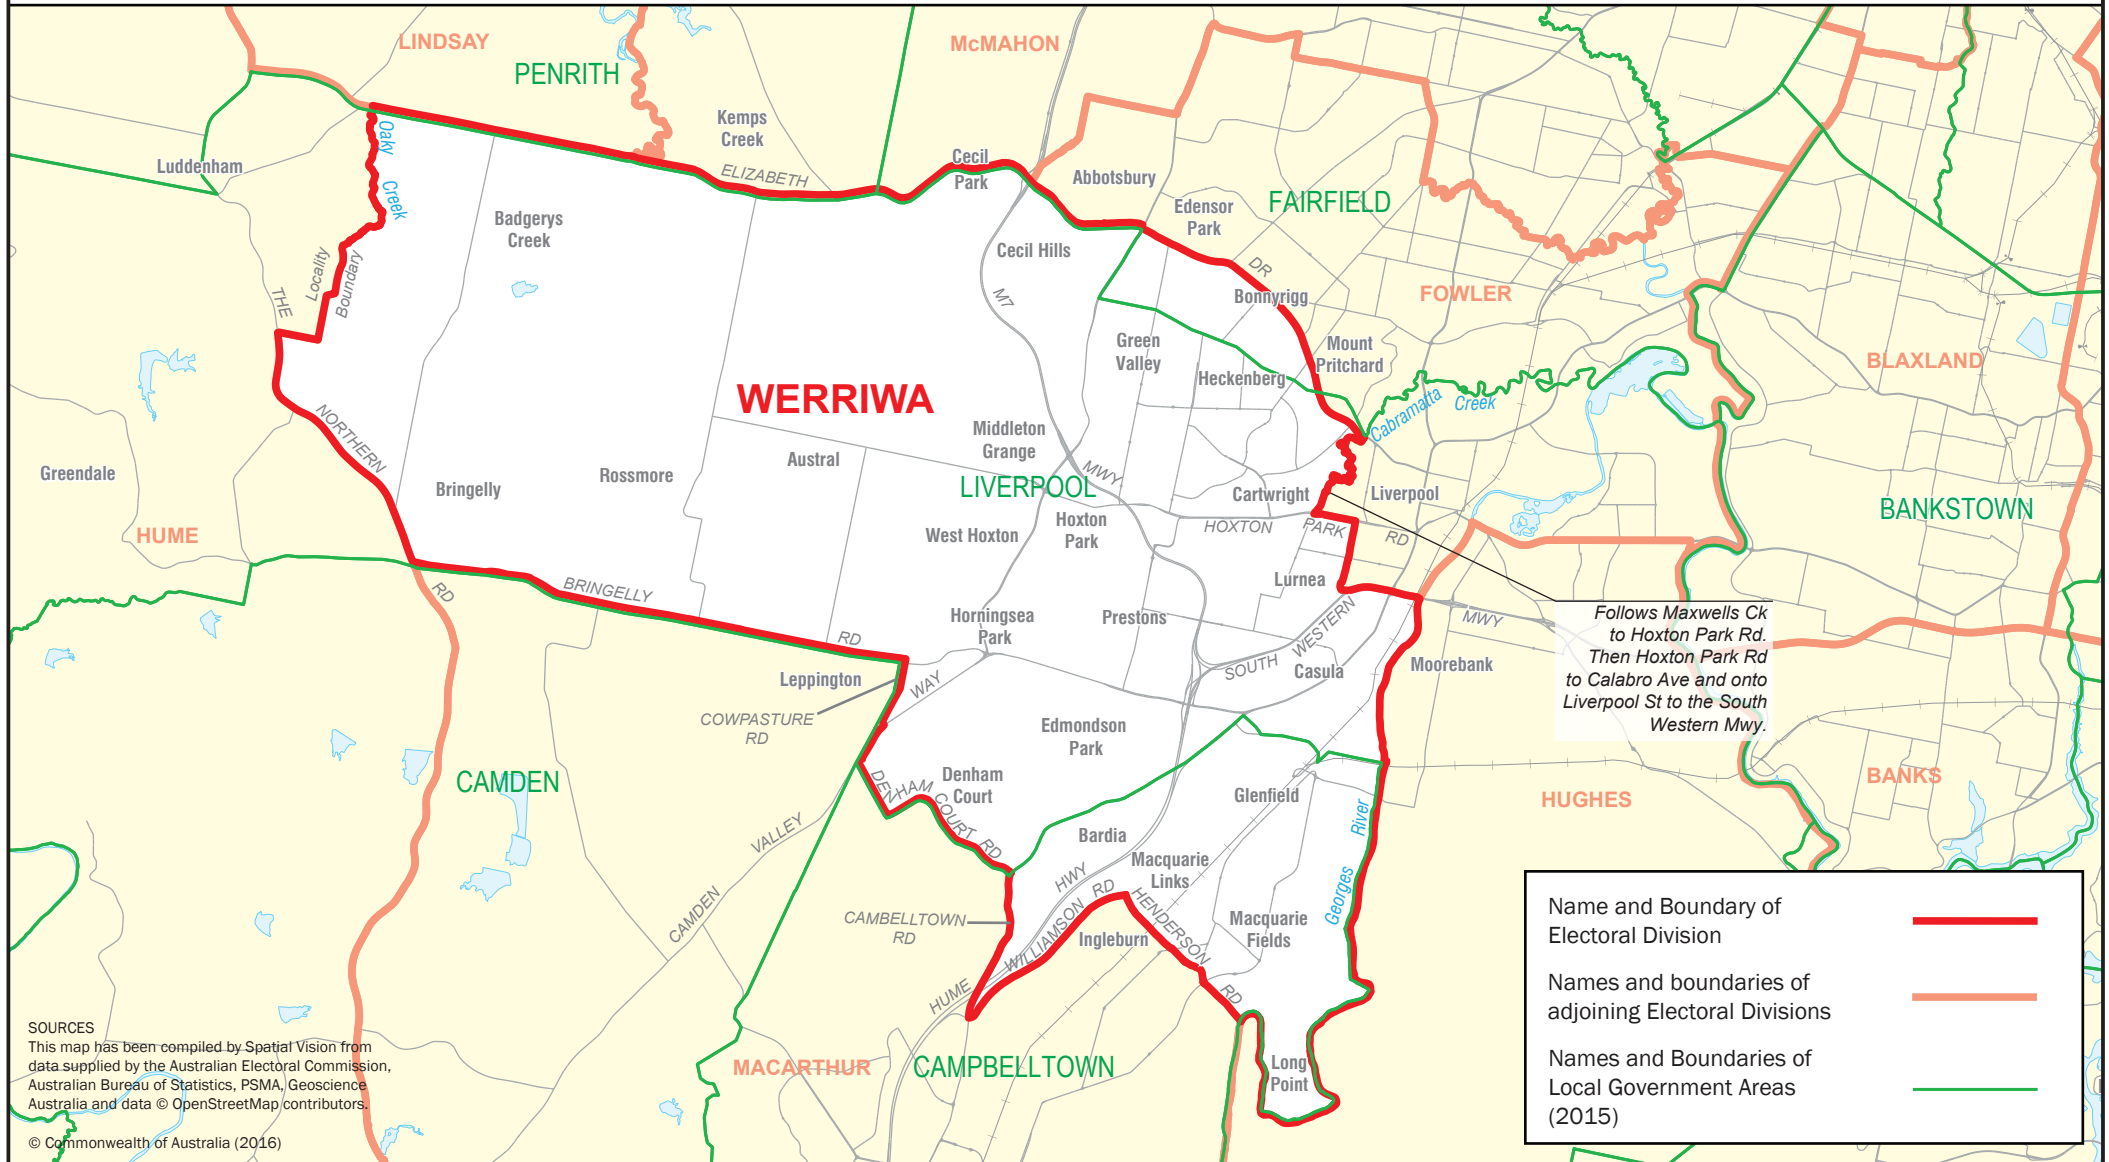 LINDSAY
McMAHON
PENRITH
Kemps
Creek
Oaky
Creek
Luddenham
ELIZABETH
Cecil
Park
Abbotsbury
FAIRFIELD
Edensor
Park
Badgerys
Creek
Cecil Hills
DR
Locality
Boundary
THE
M7
Bonnyrigg
FOWLER
Green
Valley
Mount
Pritchard
BLAXLAND
Heckenberg
WERRIWA
Cabramatta
Creek
NORTHERN
Middleton
Grange
Austral
MWY
Greendale
Rossmore
Bringelly
LIVERPOOL
Cartwright
Liverpool
BANKSTOWN
HUME
West Hoxton
Hoxton
Park
HOXTON
PARK
RD
Lurnea
RD
BRINGELLY
RD
Horningsea
Park
Prestons
SOUTH
WESTERN
MWY
Follows Maxwells Ck
to Hoxton Park Rd.
Then Hoxton Park Rd
to Calabro Ave and onto
Liverpool St to the South
Western Mwy.
Casula
Moorebank
Leppington
WAY
COWPASTURE
RD
Edmondson
Park
CAMDEN
DENHAM COURT RD
Denham
Court
Glenfield
HUGHES
BANKS
Georges
River
CAMDEN
VALLEY
Bardia
Macquarie
Links
HWY
CAMBELLTOWN
RD
WILLIAMSON
RD
HENDERSON
RD
Ingleburn
Macquarie
Fields
HUME
Long
Point
MACARTHUR
CAMPBELLTOWN
Name and Boundary of
Electoral Division
Names and boundaries of
adjoining Electoral Divisions
Names and Boundaries of
Local Government Areas
(2015)
SOURCES
This map has been compiled by Spatial Vision from
data supplied by the Australian Electoral Commission,
Australian Bureau of Statistics, PSMA, Geoscience
Australia and data © OpenStreetMap contributors.
© Commonwealth of Australia (2016)